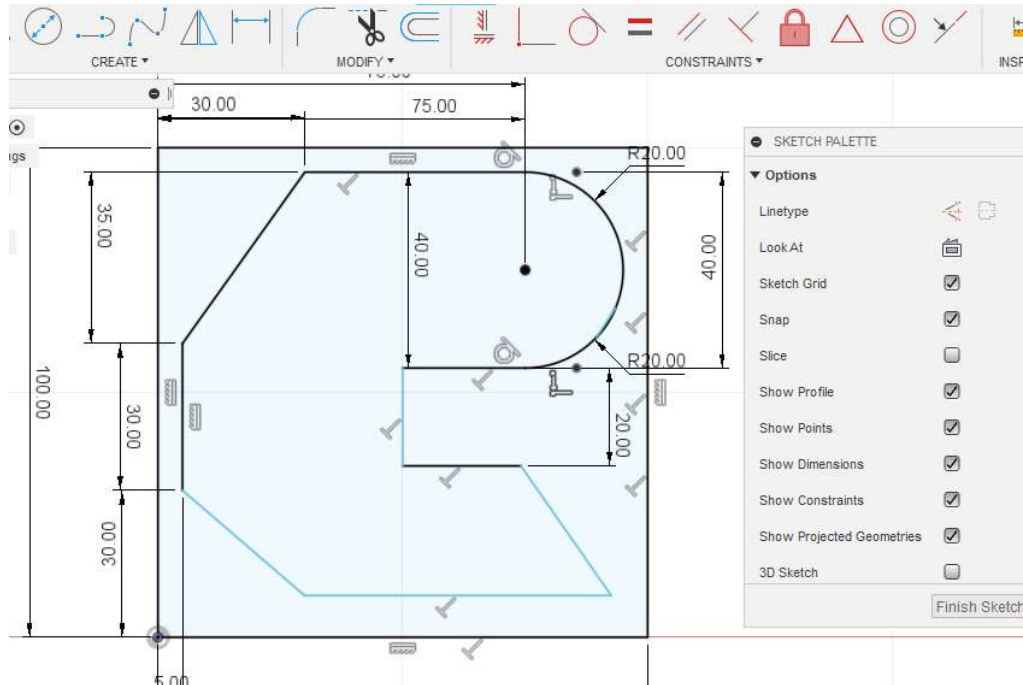 CREATE ▾
MODIFY ▾
CONSTRAINTS ▾
INSP
75.00
30.00
75.00
R20.00
35.00
40.00
40.00
R20.00
100.00
30.00
20.00
30.00
5.00
SKETCH PALETTE
▼ Options
Linetype
Look At
Sketch Grid
Snap
Slice
Show Profile
Show Points
Show Dimensions
Show Constraints
Show Projected Geometries
3D Sketch
Finish Sketch